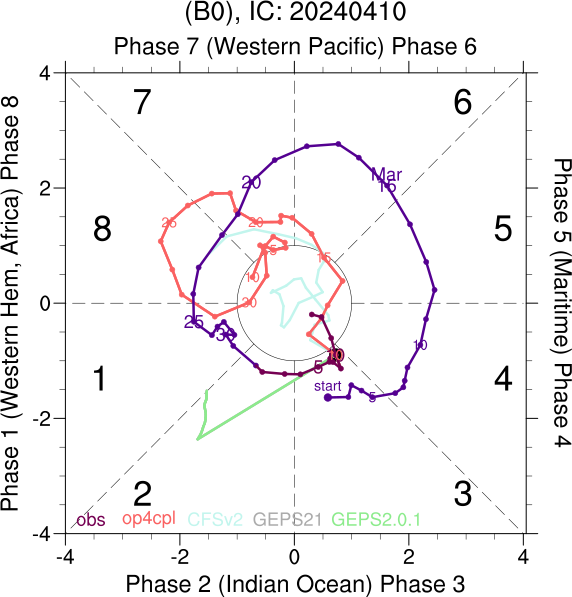 (B0), IC: 20240410
Phase 7 (Western Pacific) Phase 6
4
7
6
Mar
15
20
25
20
2
8
5
15
10
30
0
25
30
10
10
5
start
5
1
4
-2
2
3
obs op4cpl CFSv2 GEPS21 GEPS2.0.1
-4
-4 -2 0 2 4
Phase 2 (Indian Ocean) Phase 3
Phase 1 (Western Hem, Africa) Phase 8
Phase 5 (Maritime) Phase 4